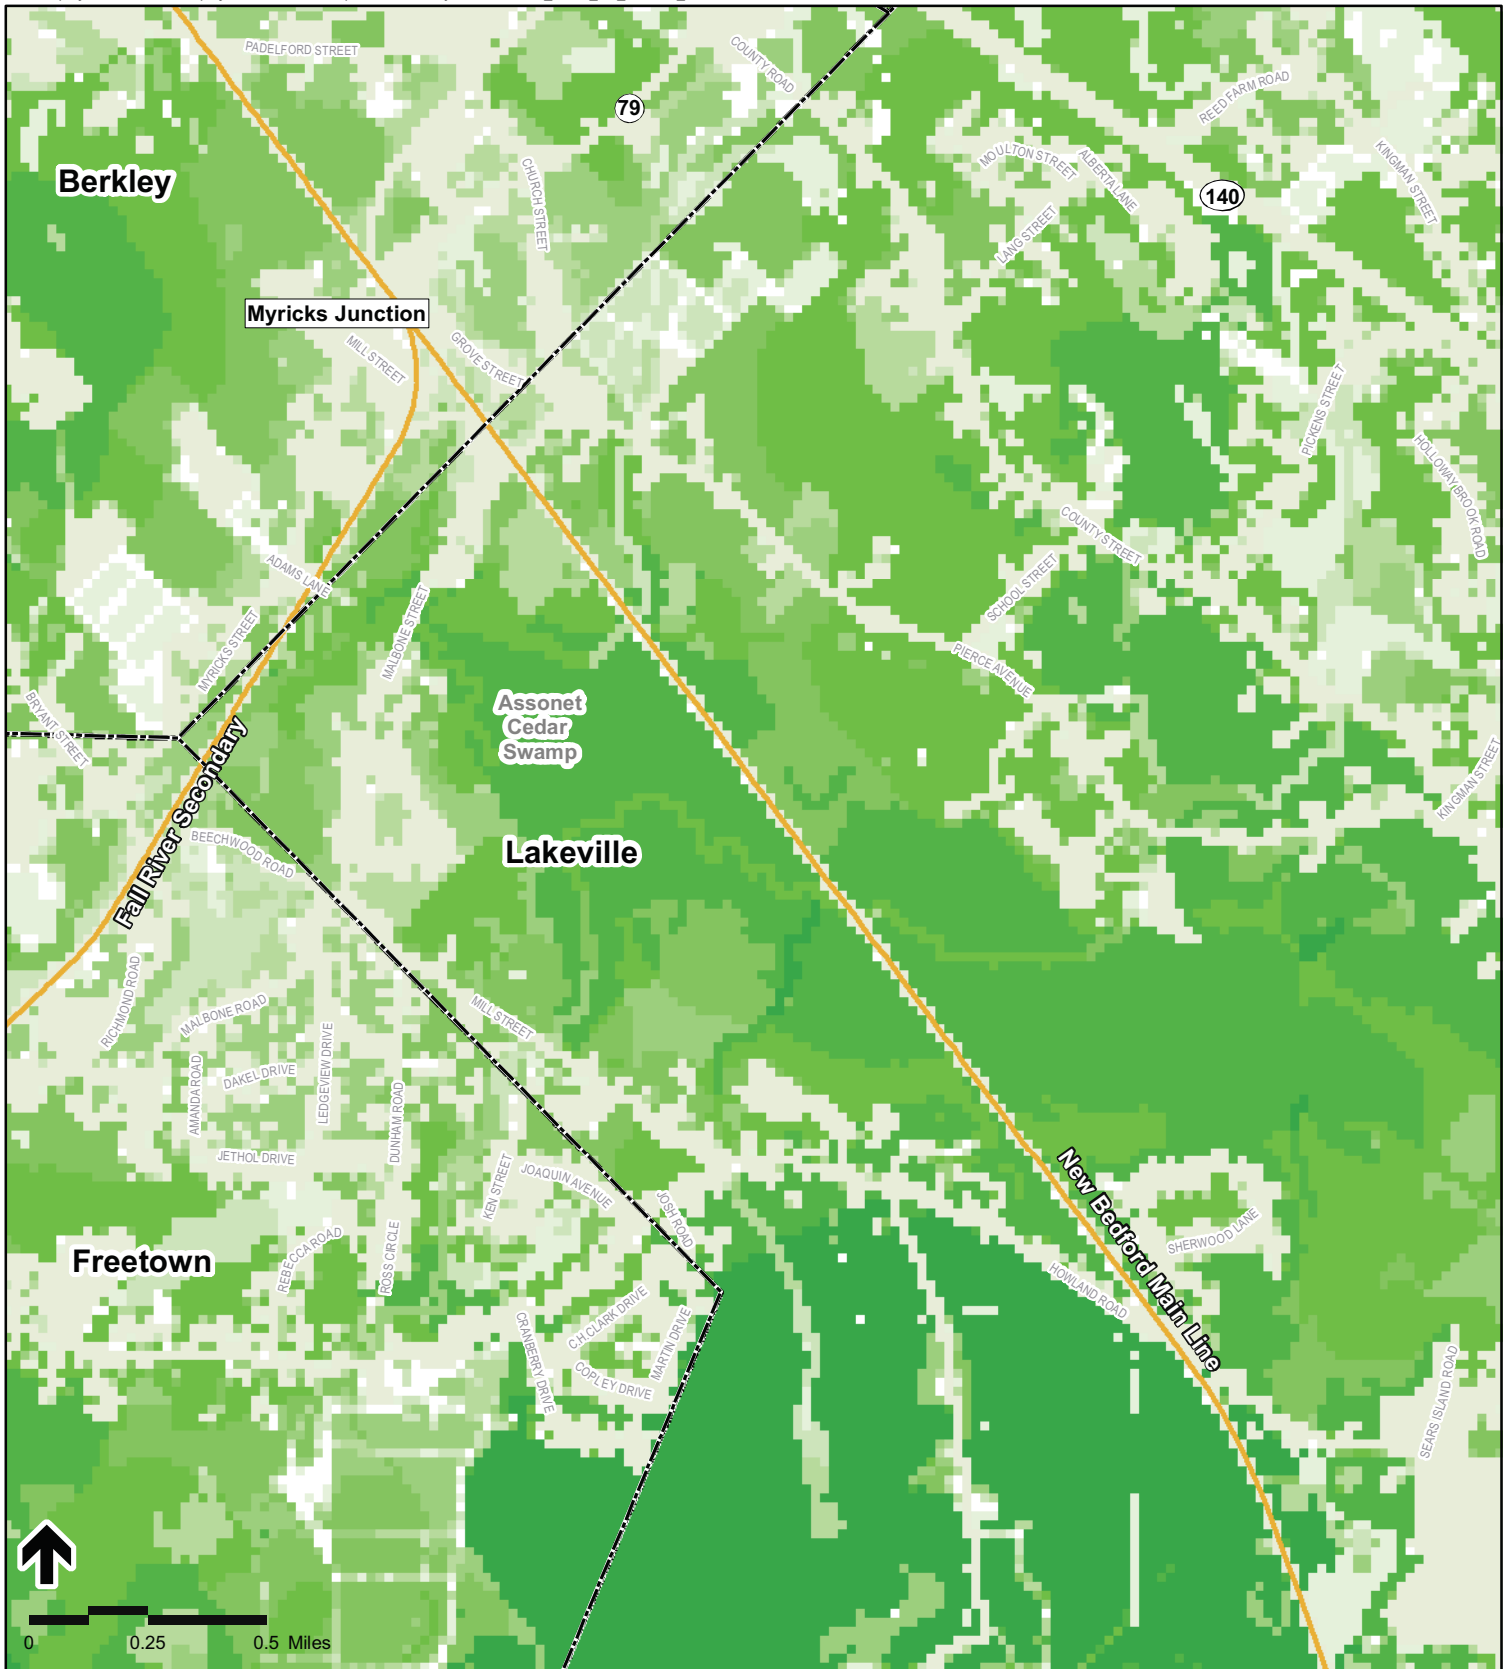 PADELFORD STREET
COUNTY ROAD
79
REED FARM ROAD
KINGMAN STREET
MOULTON STREET
ALBERTA LANE
140
Berkley
CHURCH STREET
LANG STREET
Myricks Junction
MILL STREET
GROVE STREET
PICKENS STREET
HOLLOWAY BROOK ROAD
COUNTY STREET
ADAMS LANE
SCHOOL STREET
MALBONE STREET
MYRICKS STREET
PIERCE AVENUE
BRYANT STREET
Assonet
Cedar
Swamp
KINGMAN STREET
Fall River Secondary
BEECHWOOD ROAD
Lakeville
RICHMOND ROAD
MALBONE ROAD
MILL STREET
AMANDA ROAD
DAKEL DRIVE
LEDGEVIEW DRIVE
DUNHAM ROAD
JETHOL DRIVE
KEN STREET
JOAQUIN AVENUE
JOSH ROAD
New Bedford Main Line
SHERWOOD LANE
Freetown
REBECCA ROAD
ROSS CIRCLE
HOWLAND ROAD
C.H CLARK DRIVE
CRANBERRY DRIVE
MARTIN DRIVE
COPLEY DRIVE
SEARS ISLAND ROAD
0 0.25 0.5 Miles